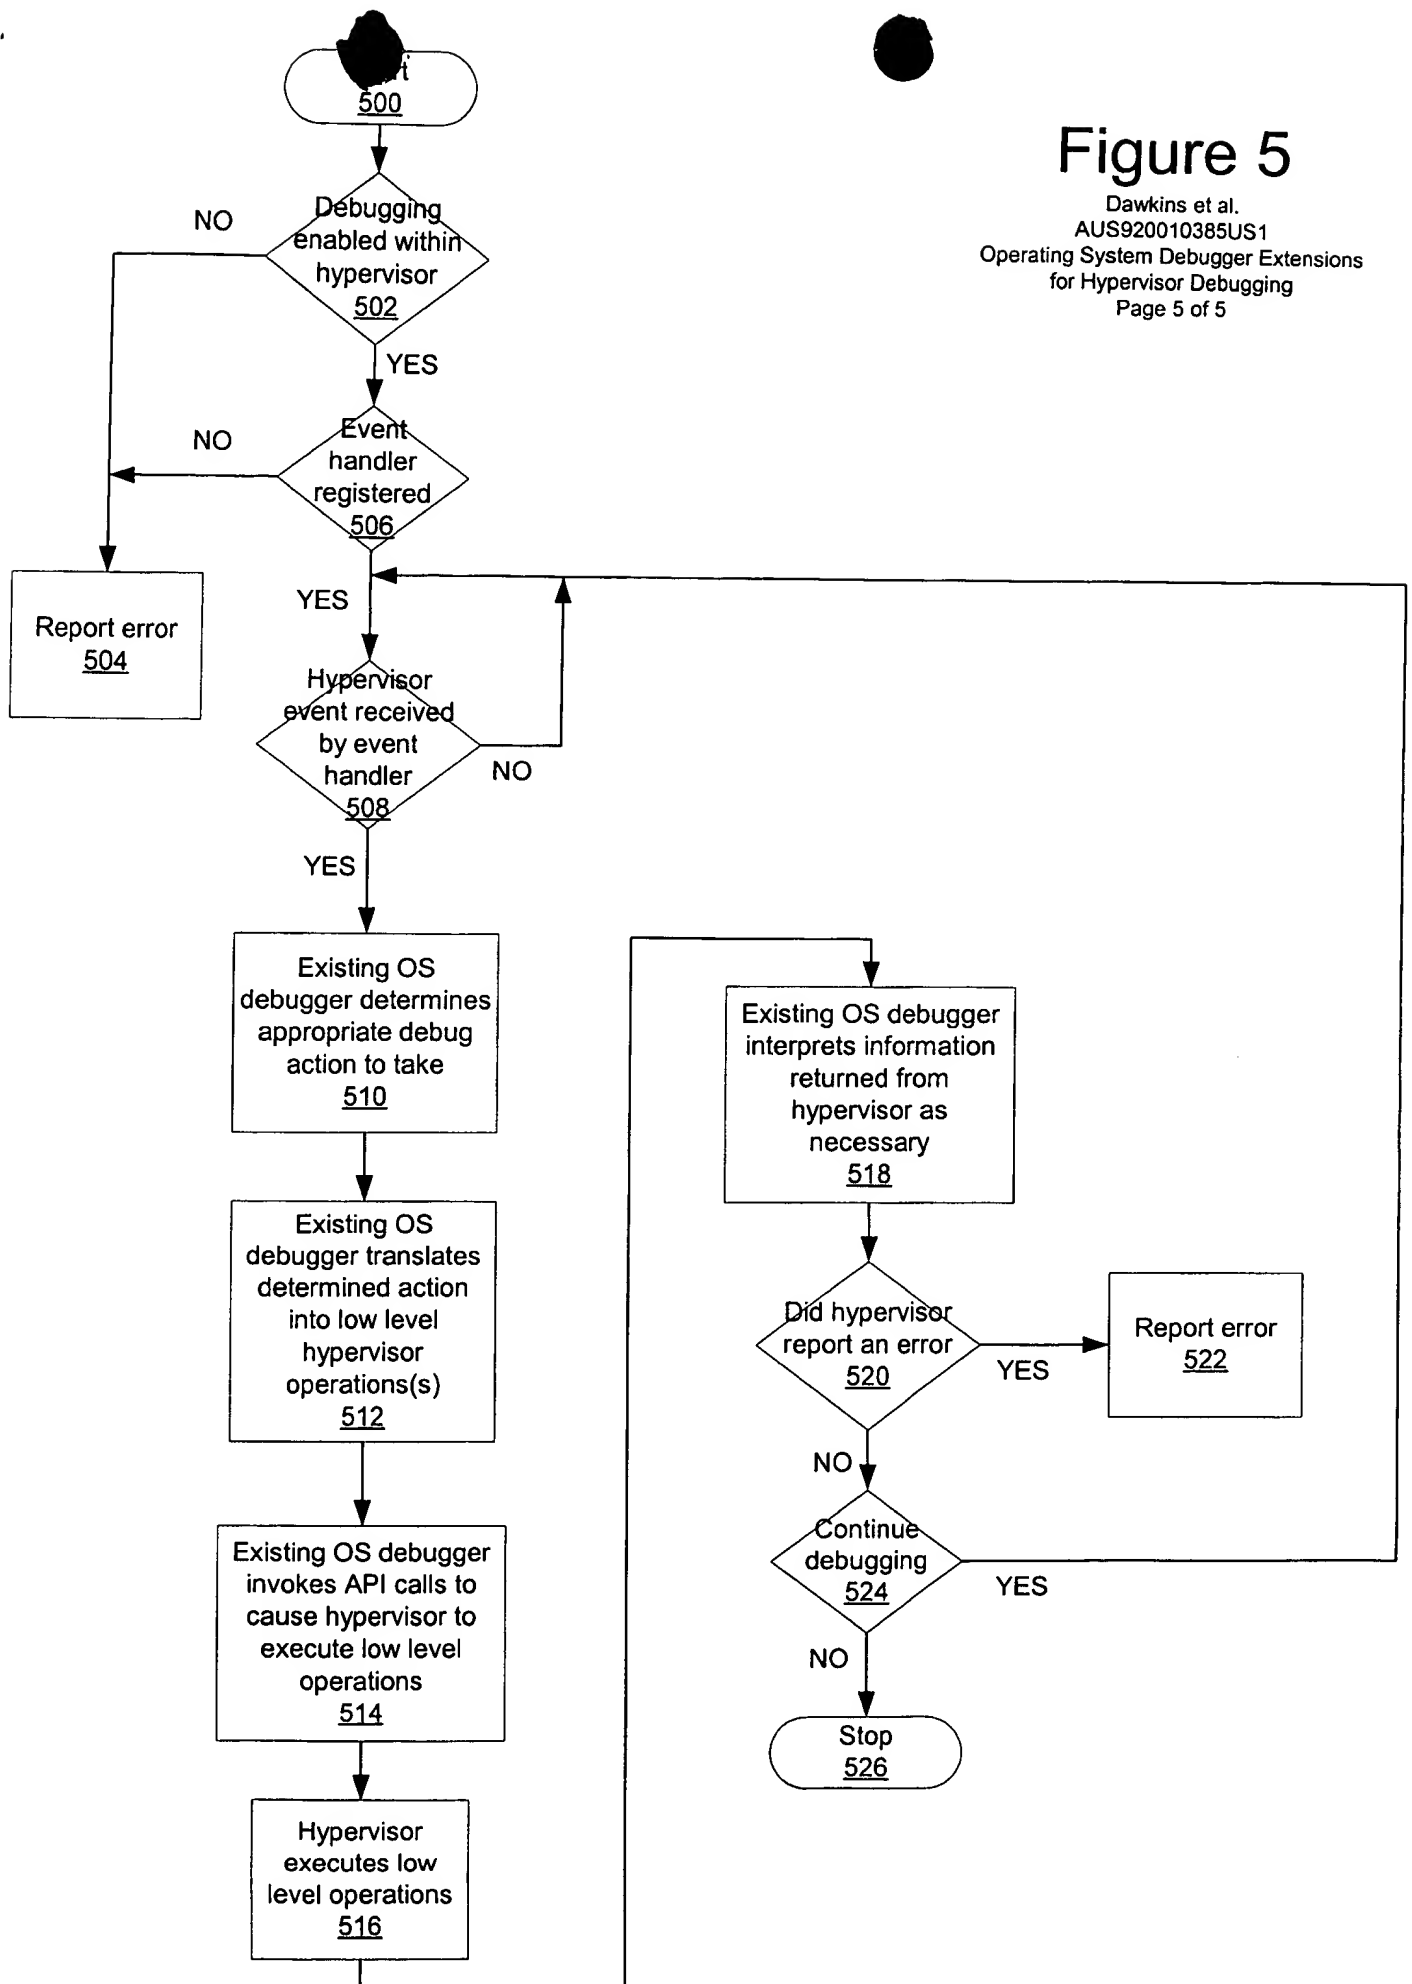 500
Figure 5
Dawkins et al.
AUS920010385US1
Operating System Debugger Extensions
for Hypervisor Debugging
Page 5 of 5
NO
Debugging
enabled within
hypervisor
502
YES
NO
Event
handler
registered
506
YES
Report error
504
Hypervisor
event received
by event
handler
508
NO
YES
Existing OS
debugger determines
appropriate debug
action to take
510
Existing OS
debugger translates
determined action
into low level
hypervisor
operations(s)
512
Existing OS debugger
invokes API calls to
cause hypervisor to
execute low level
operations
514
Hypervisor
executes low
level operations
516
Existing OS debugger
interprets information
returned from
hypervisor as
necessary
518
Did hypervisor
report an error
520
YES
Report error
522
NO
Continue
debugging
524
YES
NO
Stop
526